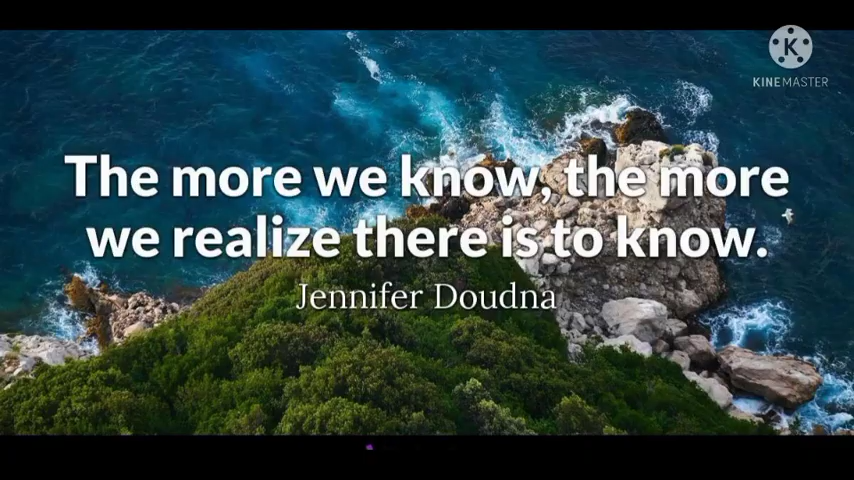 KINEMASTER
The more we know, the more
we realize there is to know.
Jennifer Doudna